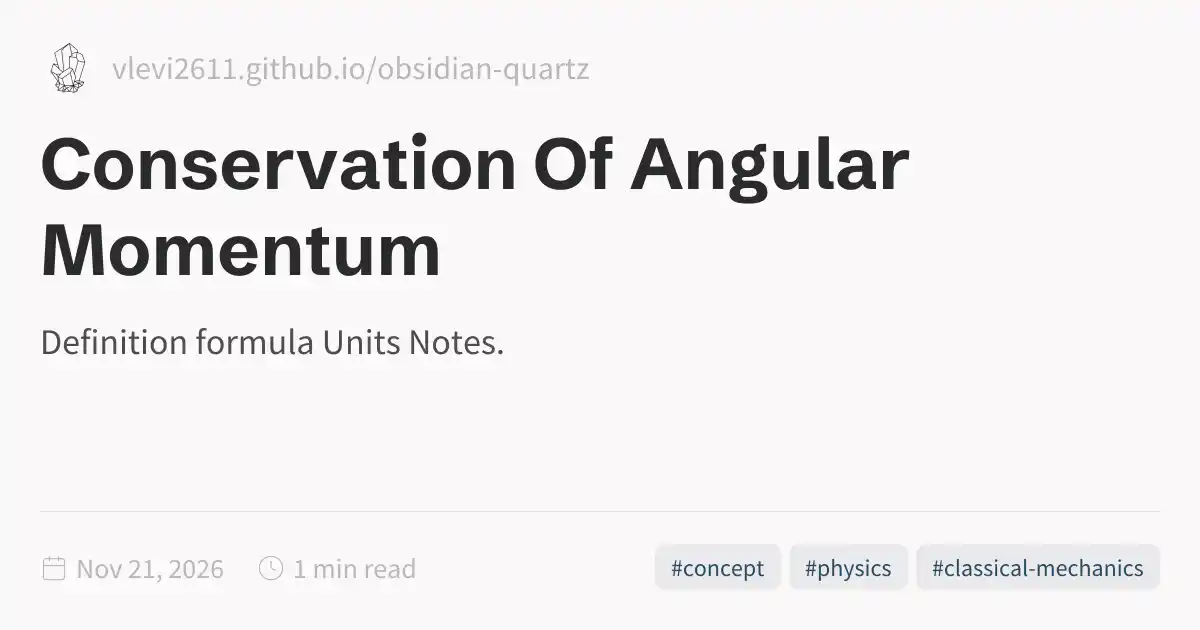 vlevi2611.github.io/obsidian-quartz
Conservation Of Angular
Momentum
Definition formula Units Notes.
Nov 21, 2026 1 min read #concept #physics #classical-mechanics